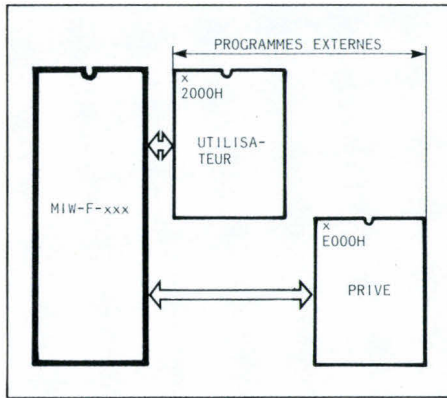 PROGRAMMES EXTERNES
x
2000H
UTILISA-
TEUR
MIW-F-xxx
x
E000H
PRIVE